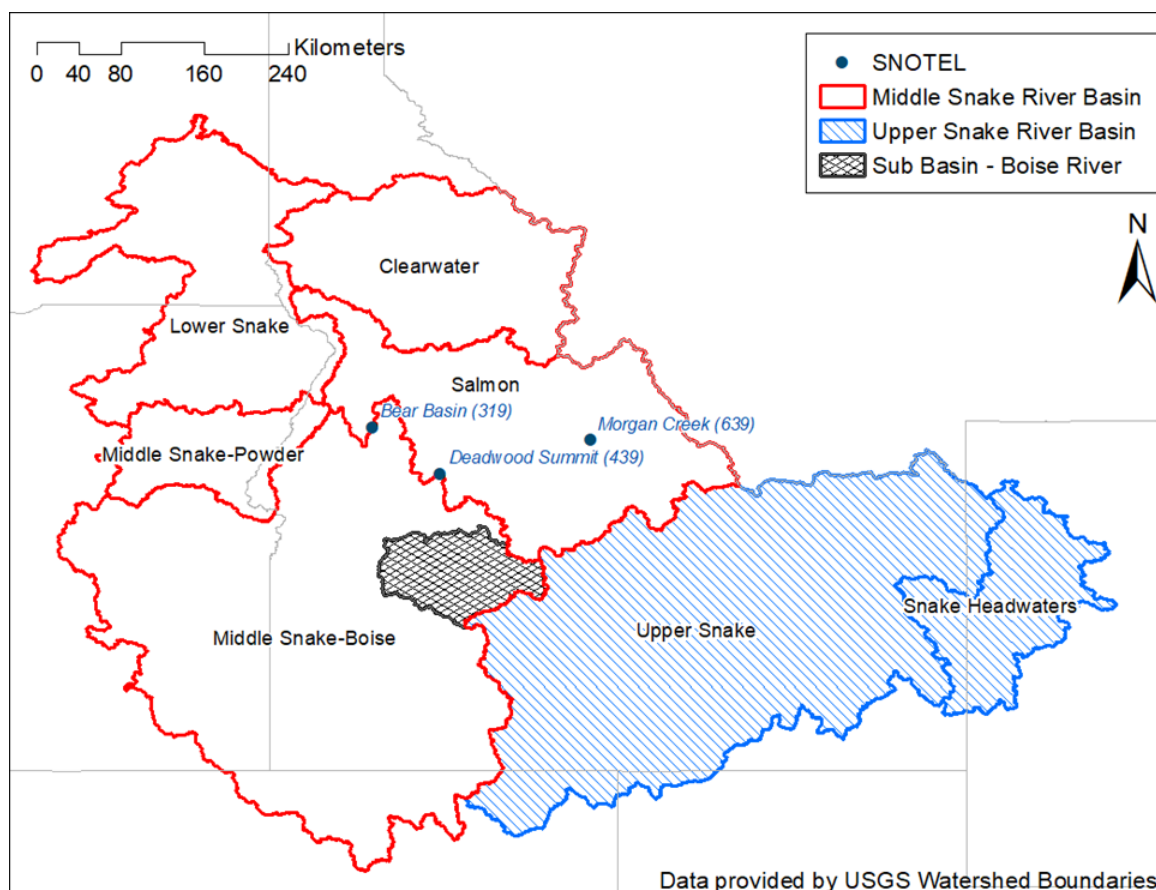 Kilometers
0 40 80 160 240
SNOTEL
Middle Snake River Basin
Upper Snake River Basin
Sub Basin - Boise River
N
Clearwater
Lower Snake
Salmon
Bear Basin (319)
Morgan Creek (639)
Middle Snake-Powder
Deadwood Summit (439)
Snake Headwaters
Middle Snake-Boise
Upper Snake
Data provided by USGS Watershed Boundaries